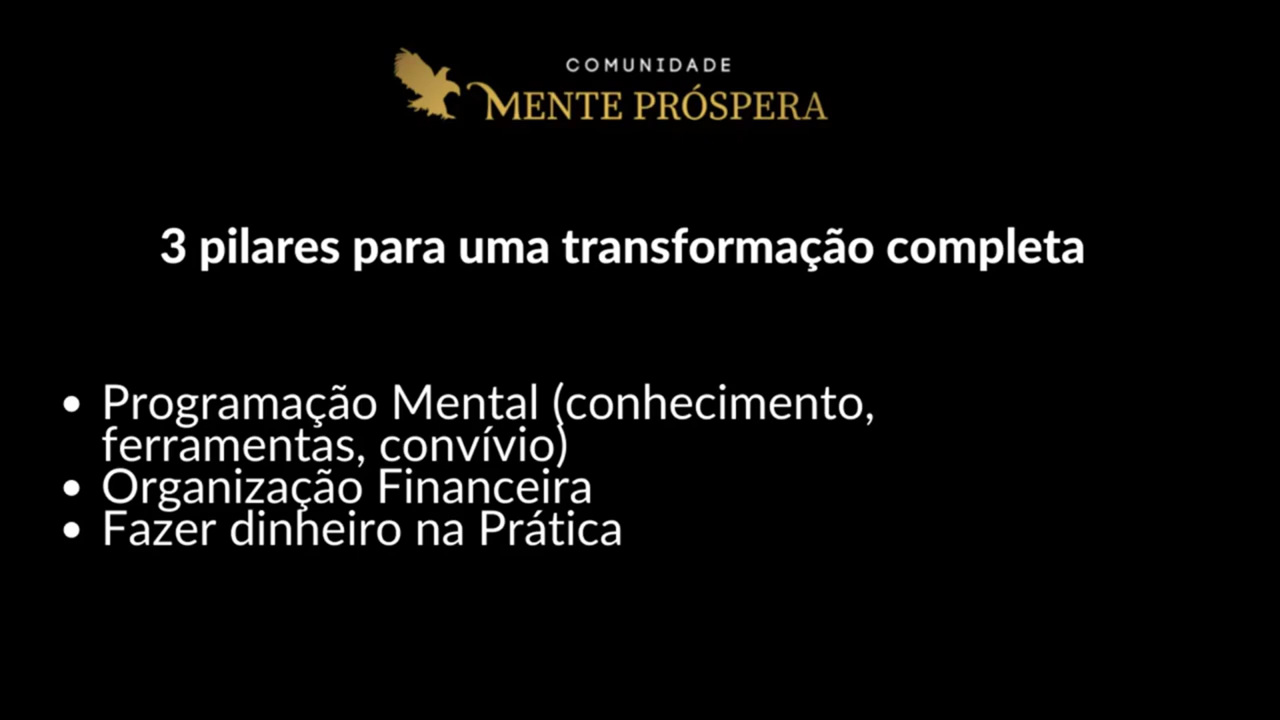 COMUNIDADE
MENTE PRÓSPERA
3 pilares para uma transformação completa
• Programação Mental (conhecimento,
ferramentas, convívio)
• Organização Financeira
• Fazer dinheiro na Prática